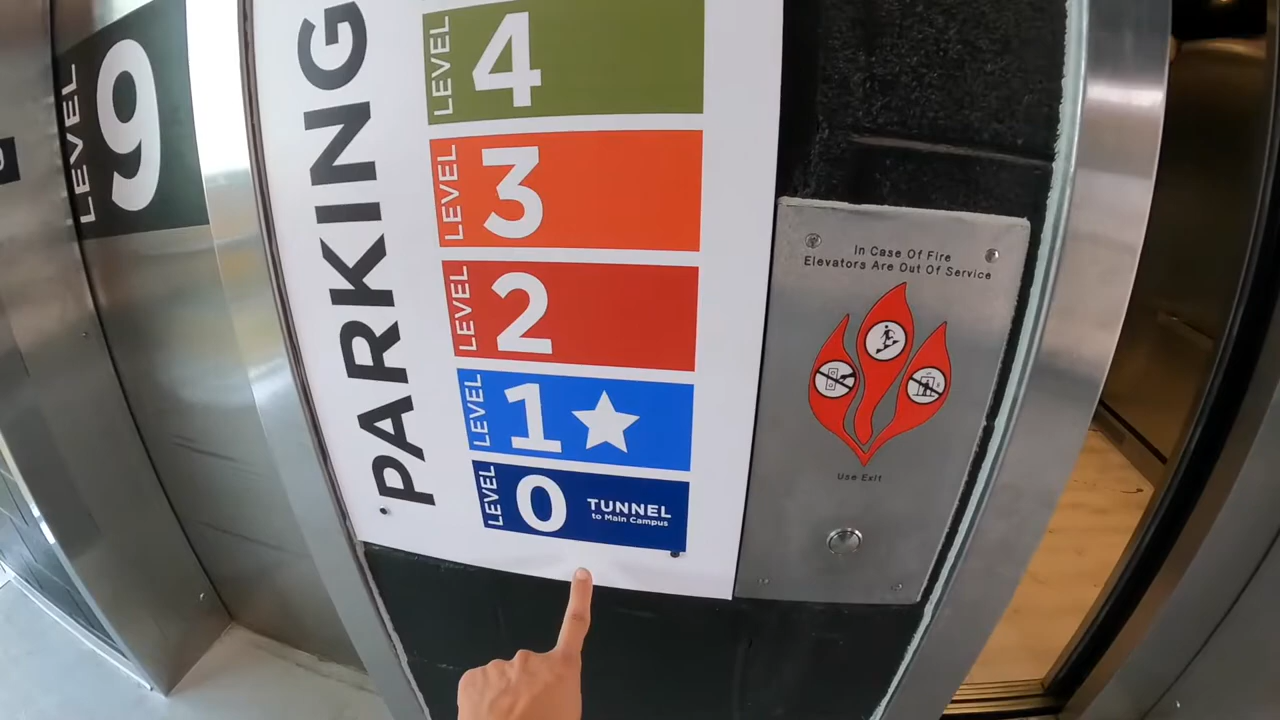 LEVEL 9
PARKING
LEVEL 4
LEVEL 3
LEVEL 2
LEVEL 1
LEVEL 0 TUNNEL
to Main Campus
In Case Of Fire
Elevators Are Out Of Service
Use Exit